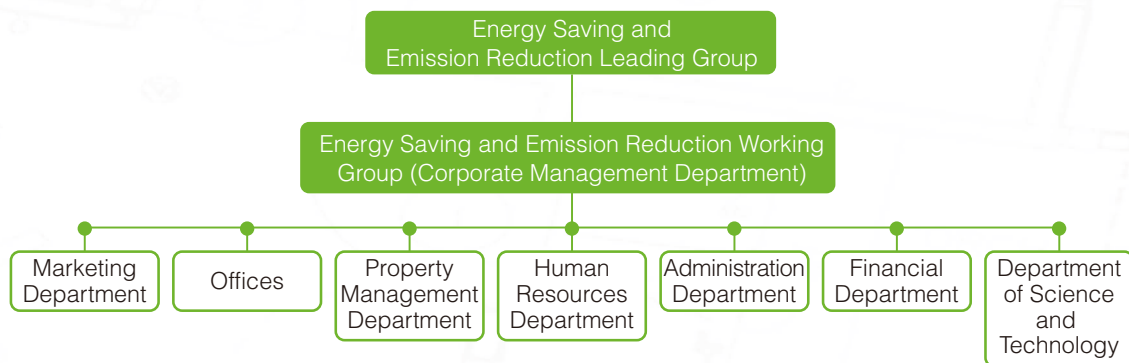 Energy Saving and
Emission Reduction Leading Group
Energy Saving and Emission Reduction Working
Group (Corporate Management Department)
Marketing
Department
Offices
Property
Management
Department
Human
Resources
Department
Administration
Department
Financial
Department
Department
of Science
and
Technology